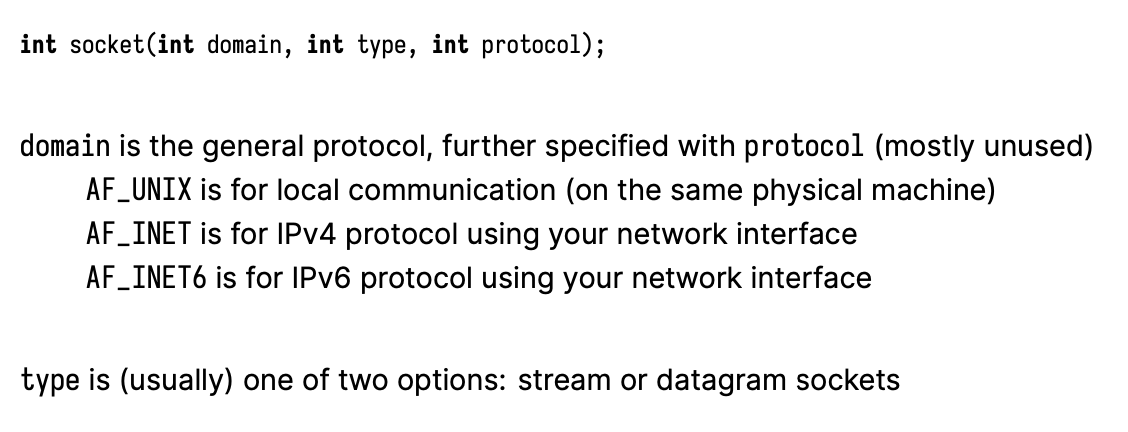 int socket(int domain, int type, int protocol);
domain is the general protocol, further specified with protocol (mostly unused)
AF_UNIX is for local communication (on the same physical machine)
AF_INET is for IPv4 protocol using your network interface
AF_INET6 is for IPv6 protocol using your network interface
type is (usually) one of two options: stream or datagram sockets